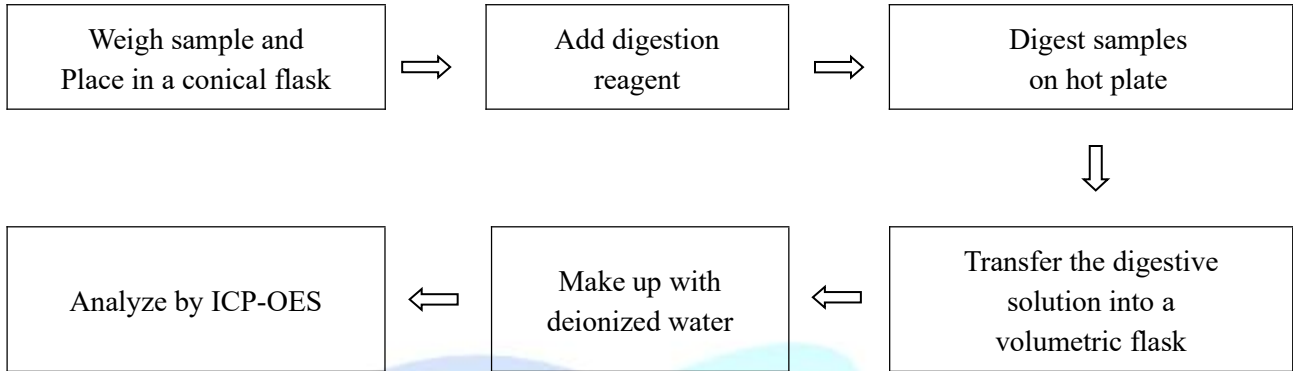 Weigh sample and
Place in a conical flask
Add digestion
reagent
Digest samples
on hot plate
Transfer the digestive
solution into a
volumetric flask
Make up with
deionized water
Analyze by ICP-OES